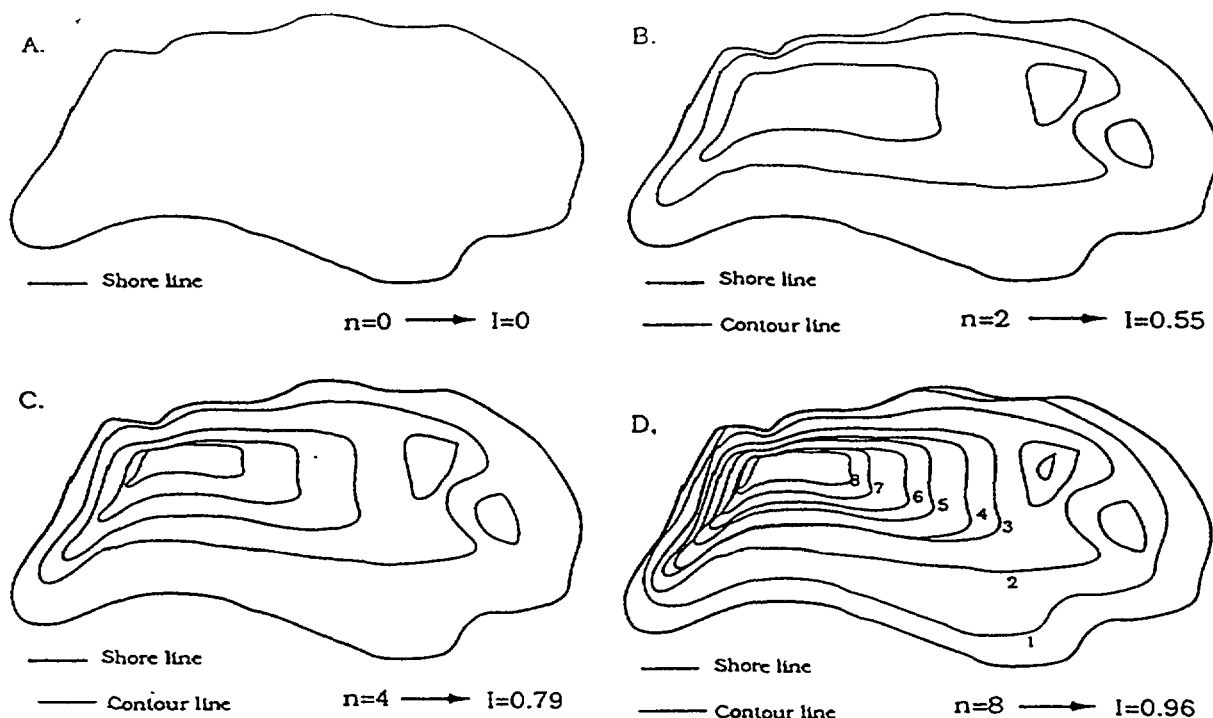 A.
Shore line
n=0 → I=0
B.
Shore line
Contour line
n=2 → I=0.55
C.
Shore line
Contour line
n=4 → I=0.79
D.
8
7
6
5
4
3
2
1
Shore line
Contour line
n=8 → I=0.96